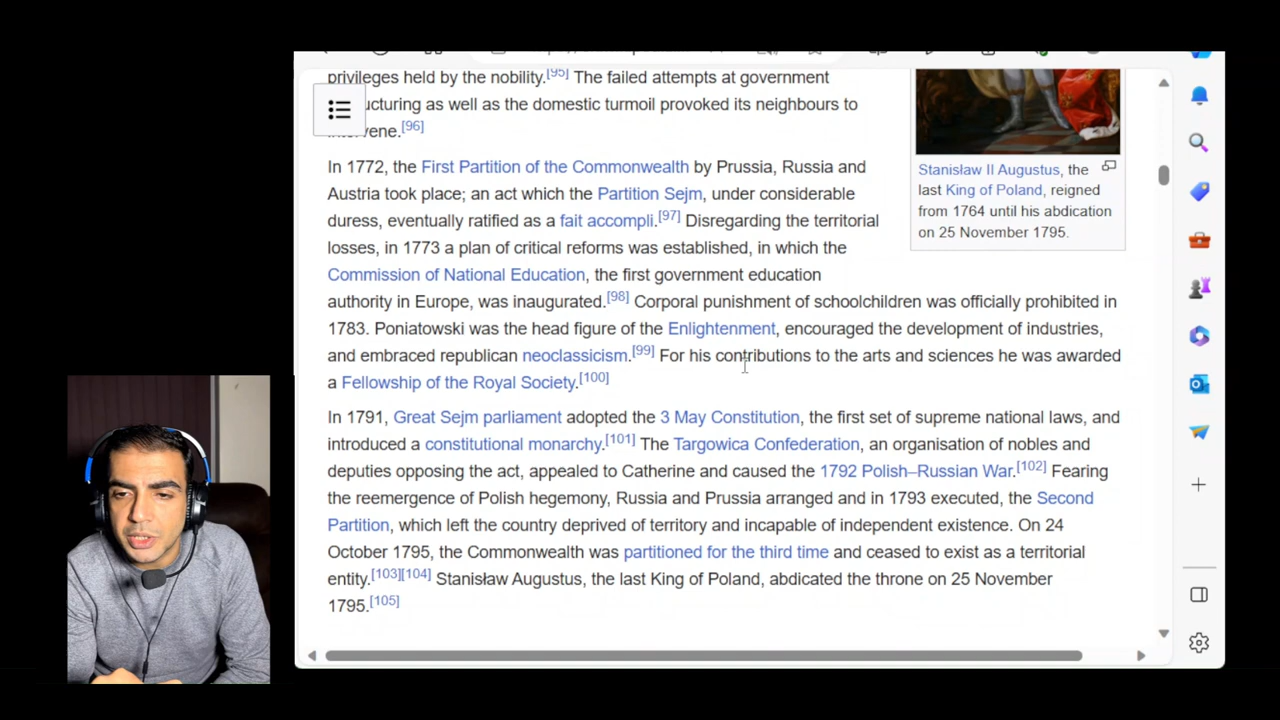 privileges held by the nobility.[95] The failed attempts at government
ucturing as well as the domestic turmoil provoked its neighbours to
intervene.[96]
In 1772, the First Partition of the Commonwealth by Prussia, Russia and
Austria took place; an act which the Partition Sejm, under considerable
duress, eventually ratified as a fait accompli.[97] Disregarding the territorial
losses, in 1773 a plan of critical reforms was established, in which the
Commission of National Education, the first government education
authority in Europe, was inaugurated.[98] Corporal punishment of schoolchildren was officially prohibited in
1783. Poniatowski was the head figure of the Enlightenment, encouraged the development of industries,
and embraced republican neoclassicism.[99] For his contributions to the arts and sciences he was awarded
a Fellowship of the Royal Society.[100]
In 1791, Great Sejm parliament adopted the 3 May Constitution, the first set of supreme national laws, and
introduced a constitutional monarchy.[101] The Targowica Confederation, an organisation of nobles and
deputies opposing the act, appealed to Catherine and caused the 1792 Polish–Russian War.[102] Fearing
the reemergence of Polish hegemony, Russia and Prussia arranged and in 1793 executed, the Second
Partition, which left the country deprived of territory and incapable of independent existence. On 24
October 1795, the Commonwealth was partitioned for the third time and ceased to exist as a territorial
entity.[103][104] Stanisław Augustus, the last King of Poland, abdicated the throne on 25 November
1795.[105]
Stanisław II Augustus, the
last King of Poland, reigned
from 1764 until his abdication
on 25 November 1795.